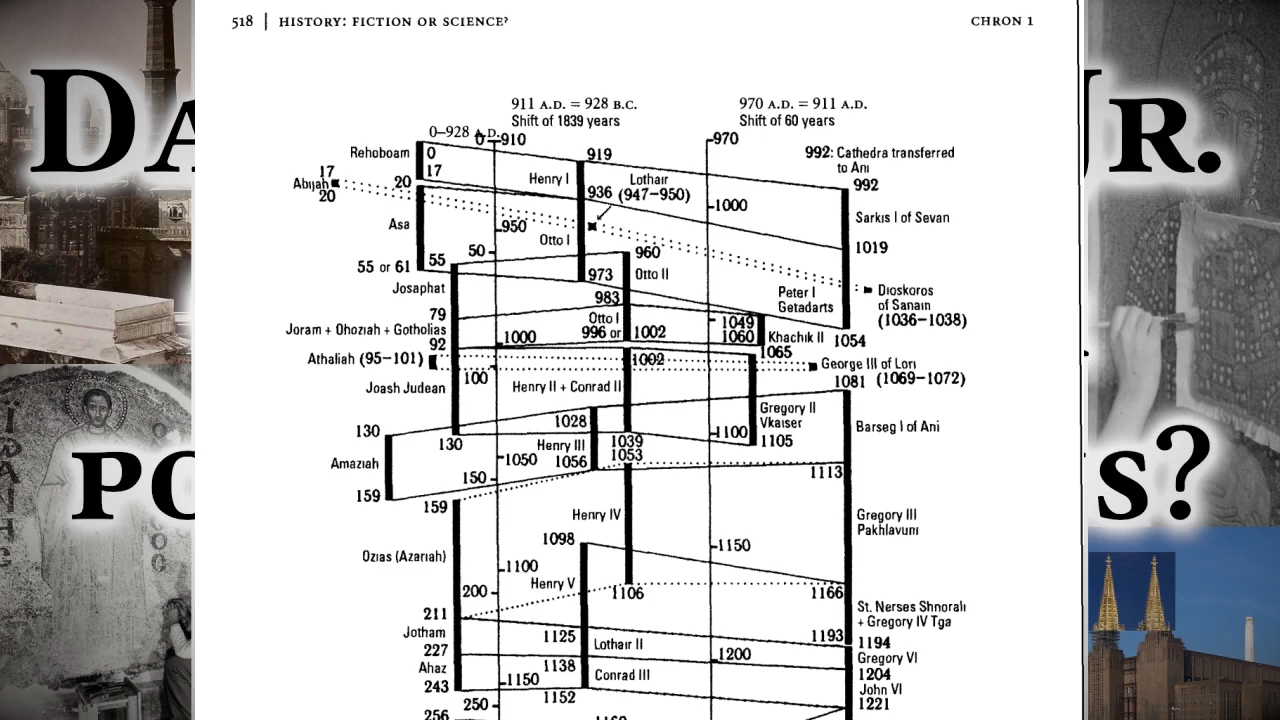 518 | HISTORY: FICTION OR SCIENCE?
CHRON 1
DA
UR.
PO
S?
911 A.D. = 928 B.C.
Shift of 1839 years
970 A.D. = 911 A.D.
Shift of 60 years
0–928 A.D.
0
910
970
Rehoboam
0
17
919
992: Cathedra transferred
to Ani
992
17
Abijah
20
20
Henry I
Lothair
(947–950)
936
1000
Sarkis I of Sevan
Asa
950
Otto I
1019
50
960
55 or 61
55
973
Otto II
Josaphat
983
Peter I
Getadarts
Dioskoros
of Sanain
(1036–1038)
79
Otto I
1049
Joram + Ohoziah + Gotholias
1000
996 or
1002
1060
Khachik II
1054
92
1065
Athaliah (95–101)
1002
George III of Lori
(1069–1072)
1081
100
Joash Judean
Henry II + Conrad II
Gregory II
Vkaiser
1028
Barseg I of Ani
130
130
1039
1100
1105
Henry III
1053
Amaziah
1050
1056
1113
150
159
159
Henry IV
Gregory III
Pakhlavuni
1098
1150
Ozias (Azariah)
1100
Henry V
200
1106
1166
St. Nerses Shnorali
+ Gregory IV Tga
211
Jotham
1125
Lothair II
1193
1194
227
1200
Gregory VI
Ahaz
1138
Conrad III
1204
243
1150
John VI
1152
1221
250
256